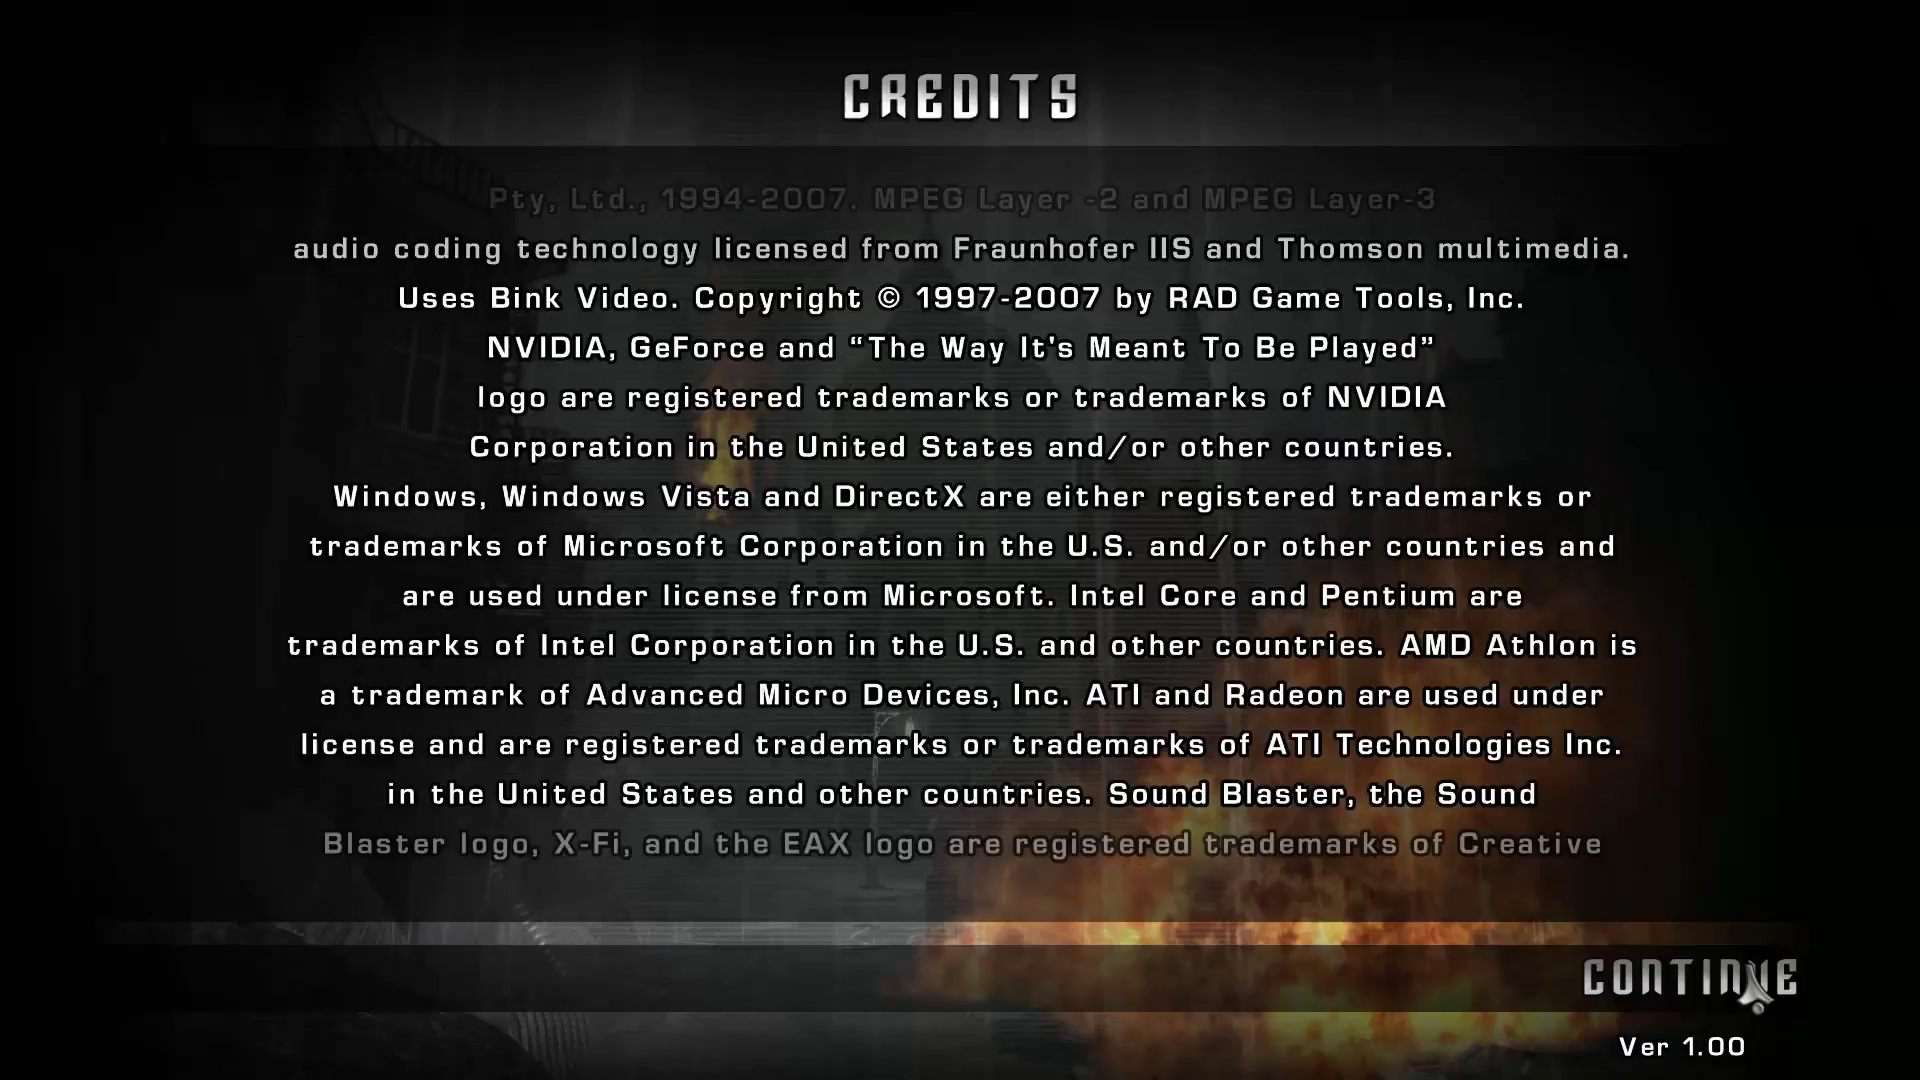 CREDITS
Pty, Ltd., 1994-2007. MPEG Layer -2 and MPEG Layer-3
audio coding technology licensed from Fraunhofer IIS and Thomson multimedia.
Uses Bink Video. Copyright © 1997-2007 by RAD Game Tools, Inc.
NVIDIA, GeForce and “The Way It's Meant To Be Played”
logo are registered trademarks or trademarks of NVIDIA
Corporation in the United States and/or other countries.
Windows, Windows Vista and DirectX are either registered trademarks or
trademarks of Microsoft Corporation in the U.S. and/or other countries and
are used under license from Microsoft. Intel Core and Pentium are
trademarks of Intel Corporation in the U.S. and other countries. AMD Athlon is
a trademark of Advanced Micro Devices, Inc. ATI and Radeon are used under
license and are registered trademarks or trademarks of ATI Technologies Inc.
in the United States and other countries. Sound Blaster, the Sound
Blaster logo, X-Fi, and the EAX logo are registered trademarks of Creative
CONTINUE
Ver 1.00